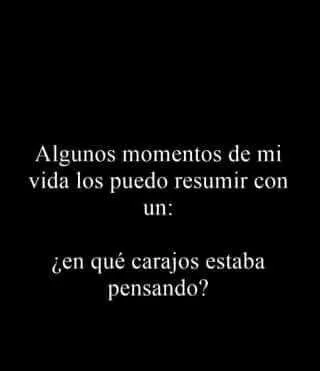 Algunos momentos de mi
vida los puedo resumir con
un:
¿en qué carajos estaba
pensando?